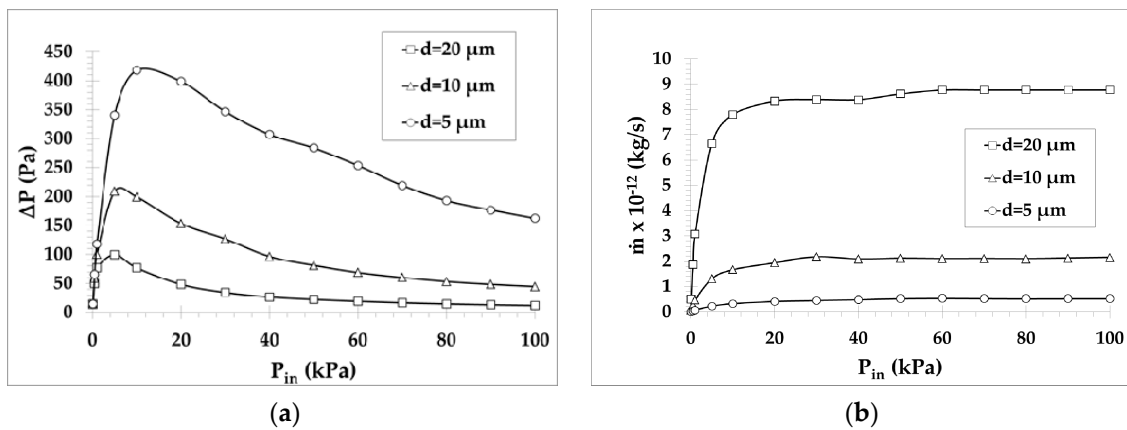 450
400
350
300
250
200
150
100
50
0
ΔP (Pa)
d=20 µm
d=10 µm
d=5 µm
0 20 40 60 80 100
P_in (kPa)
(a)
10
9
8
7
6
5
4
3
2
1
0
ṁ x 10⁻¹² (kg/s)
d=20 µm
d=10 µm
d=5 µm
0 20 40 60 80 100
P_in (kPa)
(b)